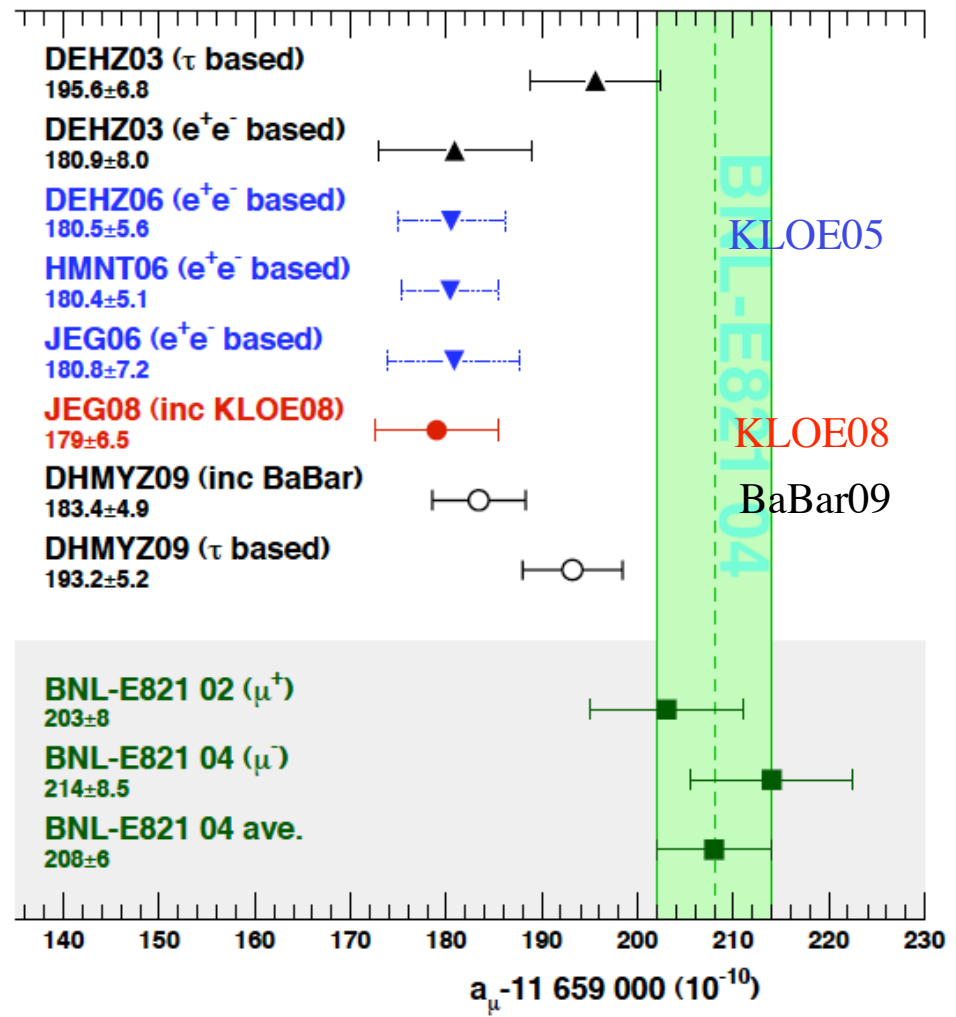 DEHZ03 (τ based)
195.6±6.8
DEHZ03 (e⁺e⁻ based)
180.9±8.0
DEHZ06 (e⁺e⁻ based)
180.5±5.6
KLOE05
HMNT06 (e⁺e⁻ based)
180.4±5.1
JEG06 (e⁺e⁻ based)
180.8±7.2
JEG08 (inc KLOE08)
179±6.5
KLOE08
DHMYZ09 (inc BaBar)
183.4±4.9
BaBar09
DHMYZ09 (τ based)
193.2±5.2
BNL-E821 04
BNL-E821 02 (μ⁺)
203±8
BNL-E821 04 (μ⁻)
214±8.5
BNL-E821 04 ave.
208±6
140 150 160 170 180 190 200 210 220 230
aμ-11 659 000 (10⁻¹⁰)